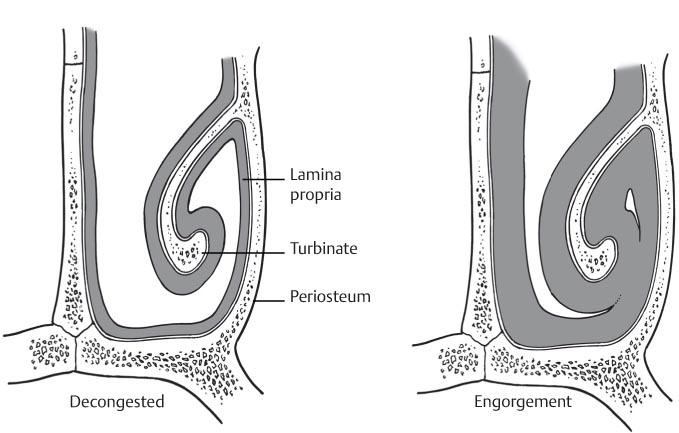 Lamina
propria
Turbinate
Periosteum
Decongested
Engorgement